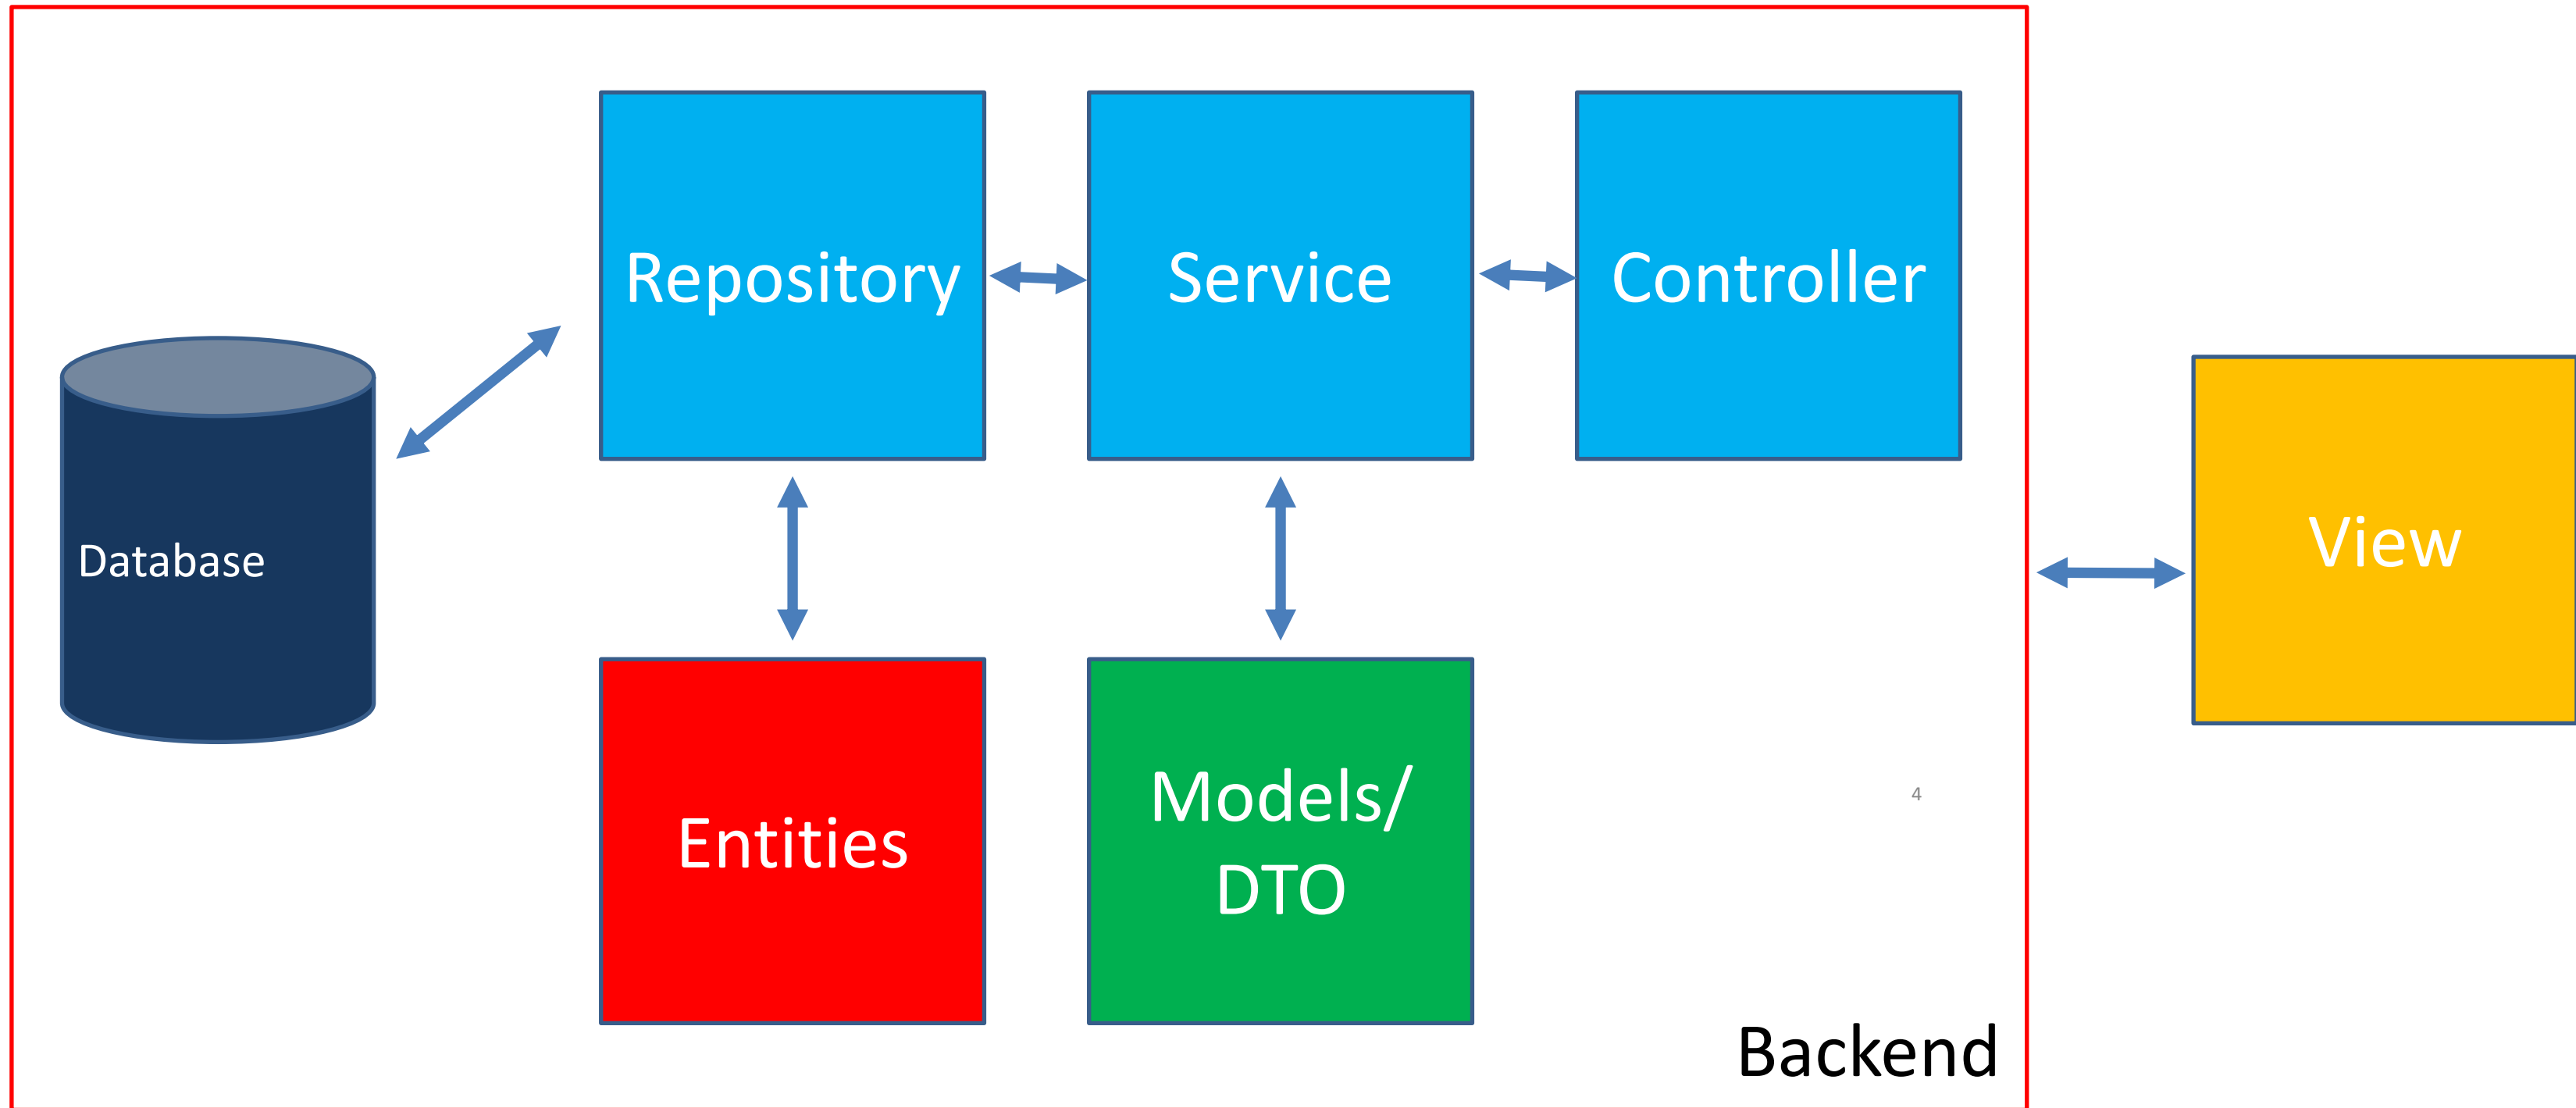 Repository
Service
Controller
Database
View
Entities
Models/
DTO
4
Backend